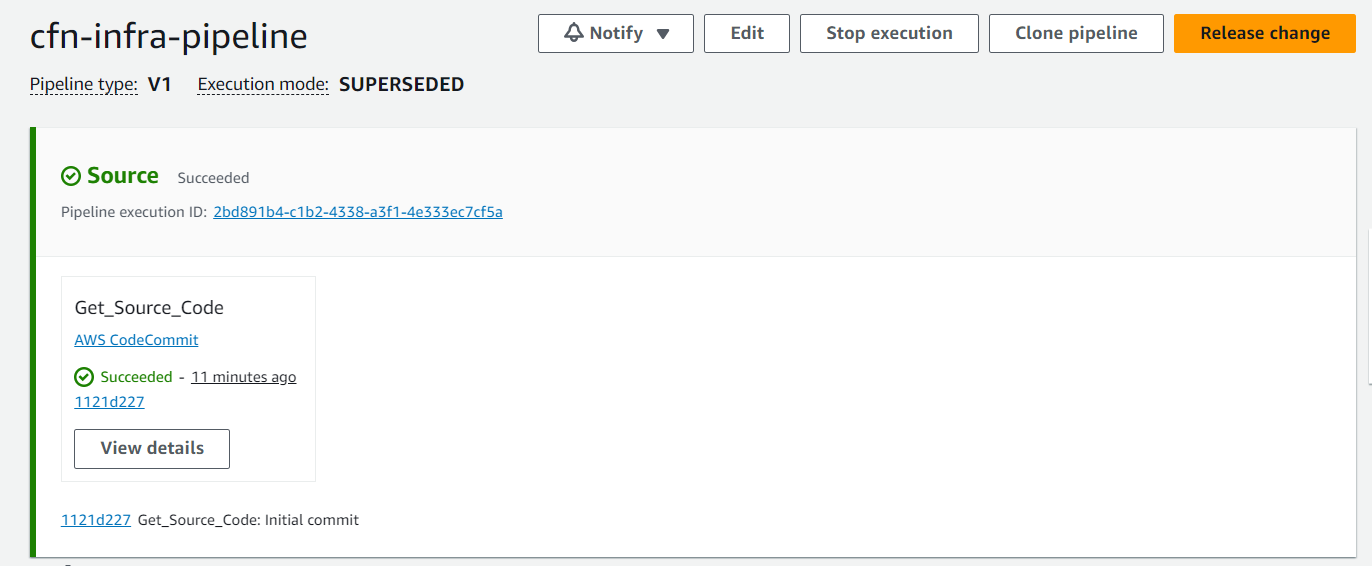 cfn-infra-pipeline
Notify
Edit
Stop execution
Clone pipeline
Release change
Pipeline type: V1 Execution mode: SUPERSEDED
Source Succeeded
Pipeline execution ID: 2bd891b4-c1b2-4338-a3f1-4e333ec7cf5a
Get_Source_Code
AWS CodeCommit
Succeeded - 11 minutes ago
1121d227
View details
1121d227 Get_Source_Code: Initial commit